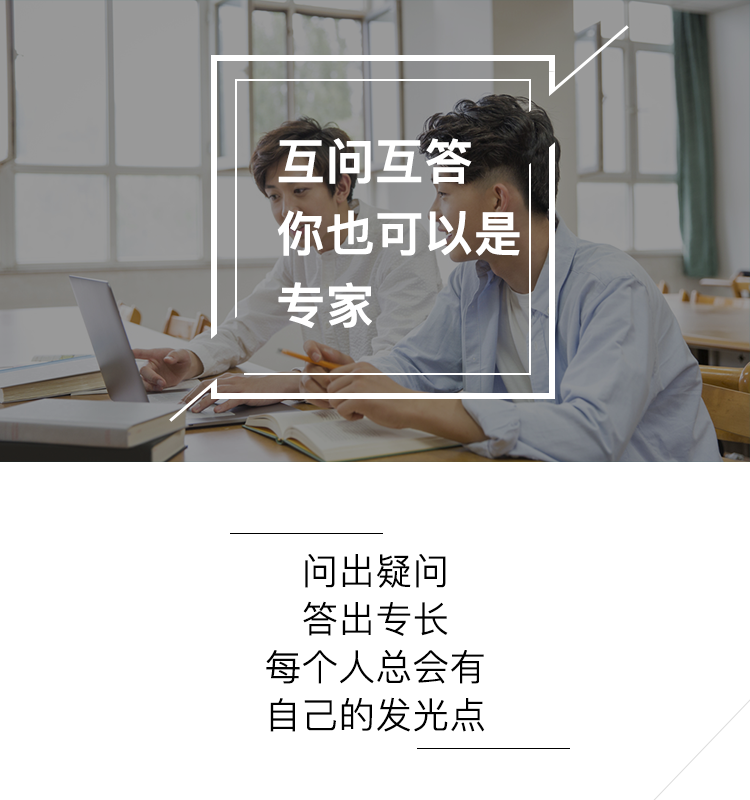 互问互答
你也可以是
专家
问出疑问
答出专长
每个人总会有
自己的发光点